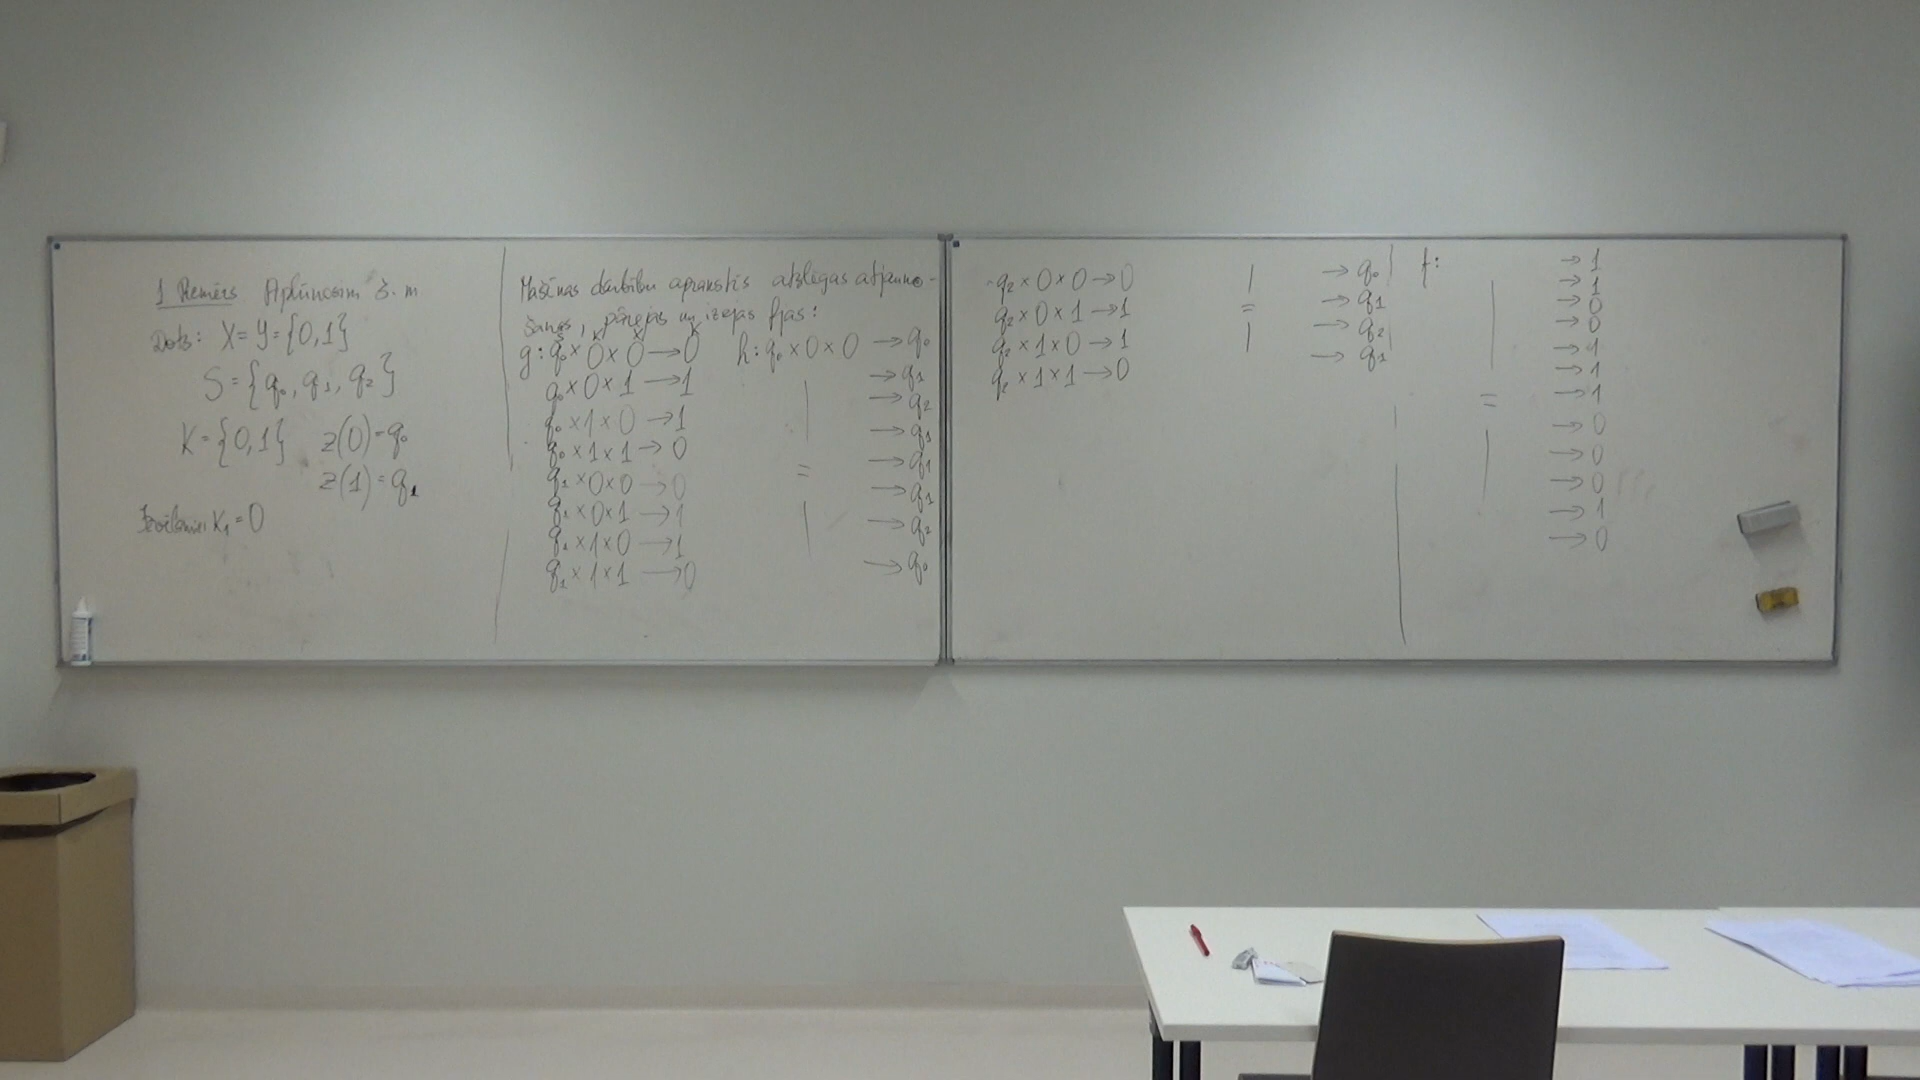 1 Piemērs Aplūkosim š. m
Dots: X = Y = {0,1}
S = {q₀, q₁, q₂}
K = {0,1} z(0) = q₀
z(1) = q₁
Izvēlamies K₁ = 0
Mašīnas darbību aprakstīs atslēgas atjauno-
šanas, pārejas un izejas fjas:
S X K K
g: q₀ × 0 × 0 → 0 h: q₀ × 0 × 0 → q₀
q₀ × 0 × 1 → 1 → q₁
q₀ × 1 × 0 → 1 | → q₂
q₀ × 1 × 1 → 0 → q₁
q₁ × 0 × 0 → 0 = → q₁
q₁ × 0 × 1 → 1 → q₁
q₁ × 1 × 0 → 1 | → q₂
q₁ × 1 × 1 → 0 → q₀
q₂ × 0 × 0 → 0 | → q₀
q₂ × 0 × 1 → 1 = → q₁
q₂ × 1 × 0 → 1 | → q₂
q₂ × 1 × 1 → 0 → q₁
f: → 1
→ 1
→ 0
| → 0
→ 1
→ 1
= → 1
→ 0
| → 0
→ 0
→ 1
→ 0